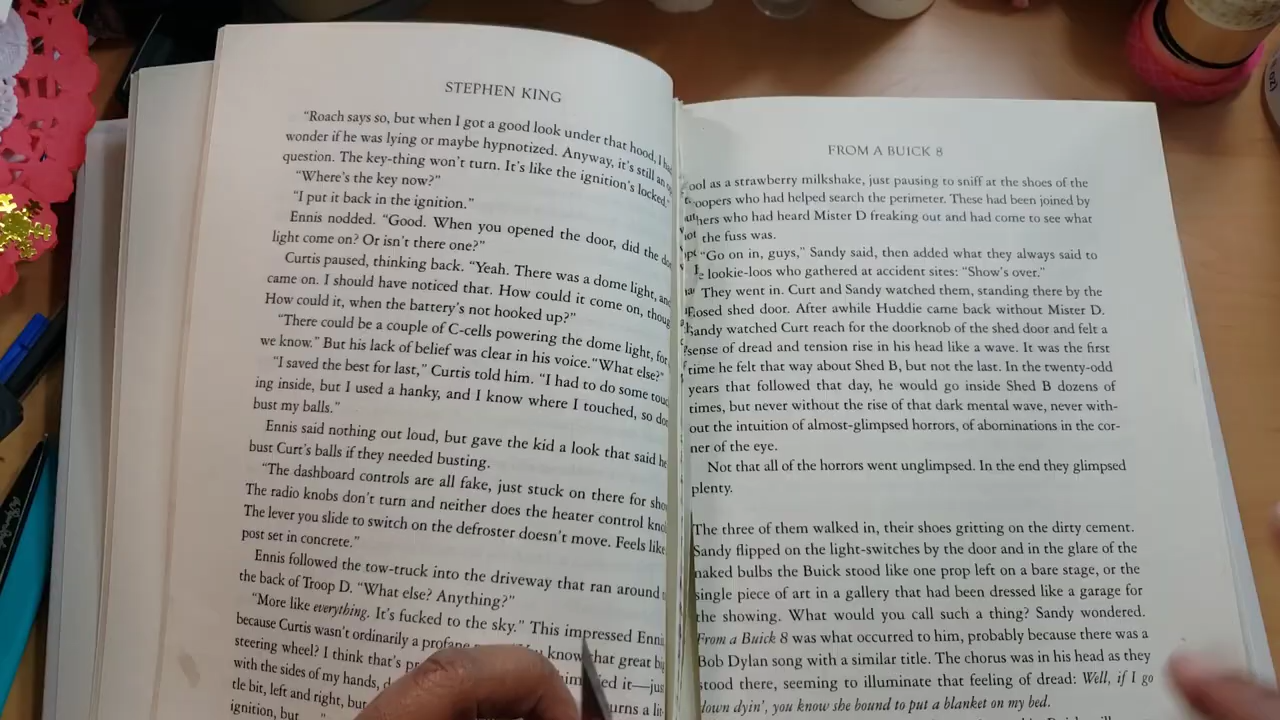 STEPHEN KING
"Roach says so, but when I got a good look under that hood, I
wonder if he was lying or maybe hypnotized. Anyway, it's still an
question. The key-thing won't turn. It's like the ignition's locked."
"Where's the key now?"
"I put it back in the ignition."
Ennis nodded. "Good. When you opened the door, did the
light come on? Or isn't there one?"
Curtis paused, thinking back. "Yeah. There was a dome light,
came on. I should have noticed that. How could it come on,
How could it, when the battery's not hooked up?"
"There could be a couple of C-cells powering the dome light, for
we know." But his lack of belief was clear in his voice. "What else?"
"I saved the best for last," Curtis told him. "I had to do some
ing inside, but I used a hanky, and I know where I touched, so
bust my balls."
Ennis said nothing out loud, but gave the kid a look that said
bust Curt's balls if they needed busting.
"The dashboard controls are all fake, just stuck on there for
The radio knobs don't turn and neither does the heater control
The lever you slide to switch on the defroster doesn't move. Feels like
post set in concrete."
Ennis followed the tow-truck into the driveway that ran around
the back of Troop D. "What else? Anything?"
"More like everything. It's fucked to the sky." This impressed
because Curtis wasn't ordinarily a know that great
steering wheel? I think that's it—
with the sides of my hands, a
tle bit, left and right, but
ignition, but
FROM A BUICK 8
as a strawberry milkshake, just pausing to sniff at the shoes of the
who had helped search the perimeter. These had been joined by
who had heard Mister D freaking out and had come to see what
the fuss was.
"Go on in, guys," Sandy said, then added what they always said to
lookie-loos who gathered at accident sites: "Show's over."
They went in. Curt and Sandy watched them, standing there by the
shed door. After awhile Huddie came back without Mister D.
Sandy watched Curt reach for the doorknob of the shed door and felt a
sense of dread and tension rise in his head like a wave. It was the first
time he felt that way about Shed B, but not the last. In the twenty-odd
years that followed that day, he would go inside Shed B dozens of
times, but never without the rise of that dark mental wave, never with-
out the intuition of almost-glimpsed horrors, of abominations in the cor-
ner of the eye.
Not that all of the horrors went unglimpsed. In the end they glimpsed
plenty.
The three of them walked in, their shoes gritting on the dirty cement.
Sandy flipped on the light-switches by the door and in the glare of the
naked bulbs the Buick stood like one prop left on a bare stage, or the
single piece of art in a gallery that had been dressed like a garage for
the showing. What would you call such a thing? Sandy wondered.
From a Buick 8 was what occurred to him, probably because there was a
Bob Dylan song with a similar title. The chorus was in his head as they
stood there, seeming to illuminate that feeling of dread: Well, if I go
down dyin', you know she bound to put a blanket on my bed.